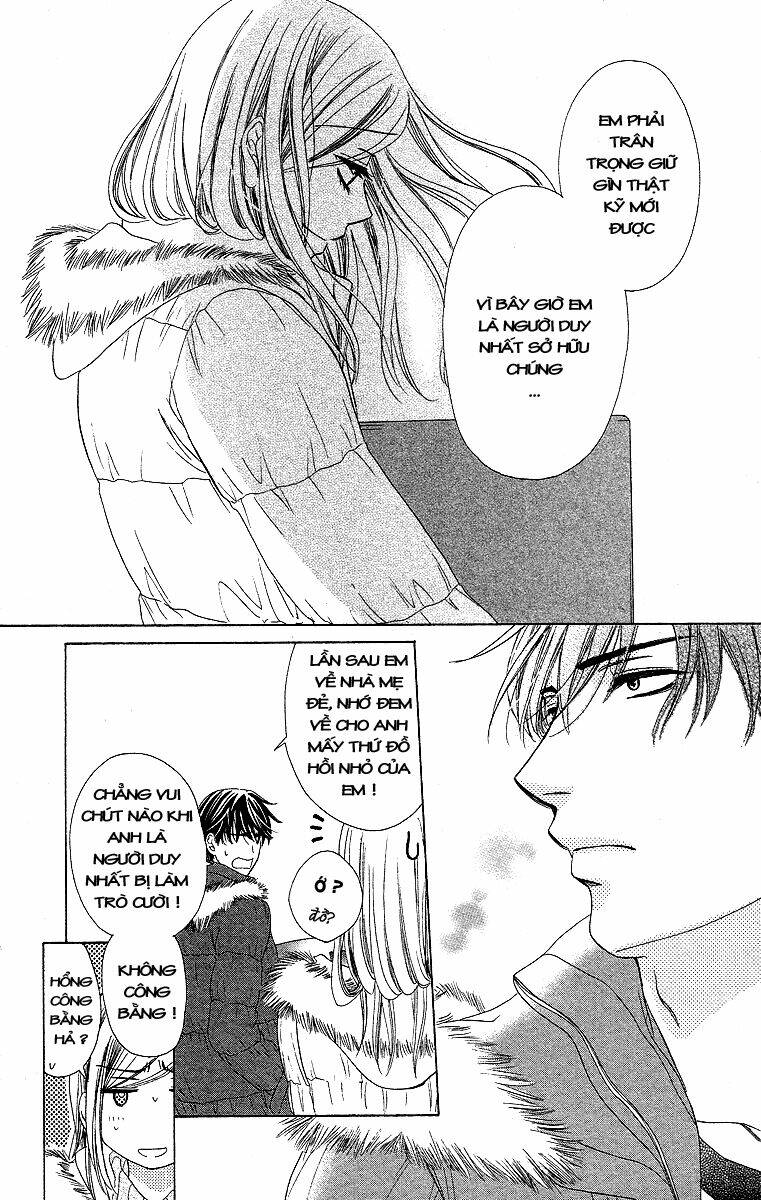 EM PHẢI
TRÂN
TRỌNG GIỮ
GÌN THẬT
KỸ MỚI
ĐƯỢC
VÌ BÂY GIỜ EM
LÀ NGƯỜI DUY
NHẤT SỞ HỮU
CHÚNG
...
LẦN SAU EM
VỀ NHÀ MẸ
ĐẺ, NHỚ ĐEM
VỀ CHO ANH
MẤY THỨ ĐỒ
HỒI NHỎ CỦA
EM !
Ớ ?
đồ?
CHẲNG VUI
CHÚT NÀO KHI
ANH LÀ
NGƯỜI DUY
NHẤT BỊ LÀM
TRÒ CƯỜI !
KHÔNG
CÔNG
BẰNG !
HỔNG
CÔNG
BẰNG
HẢ ?